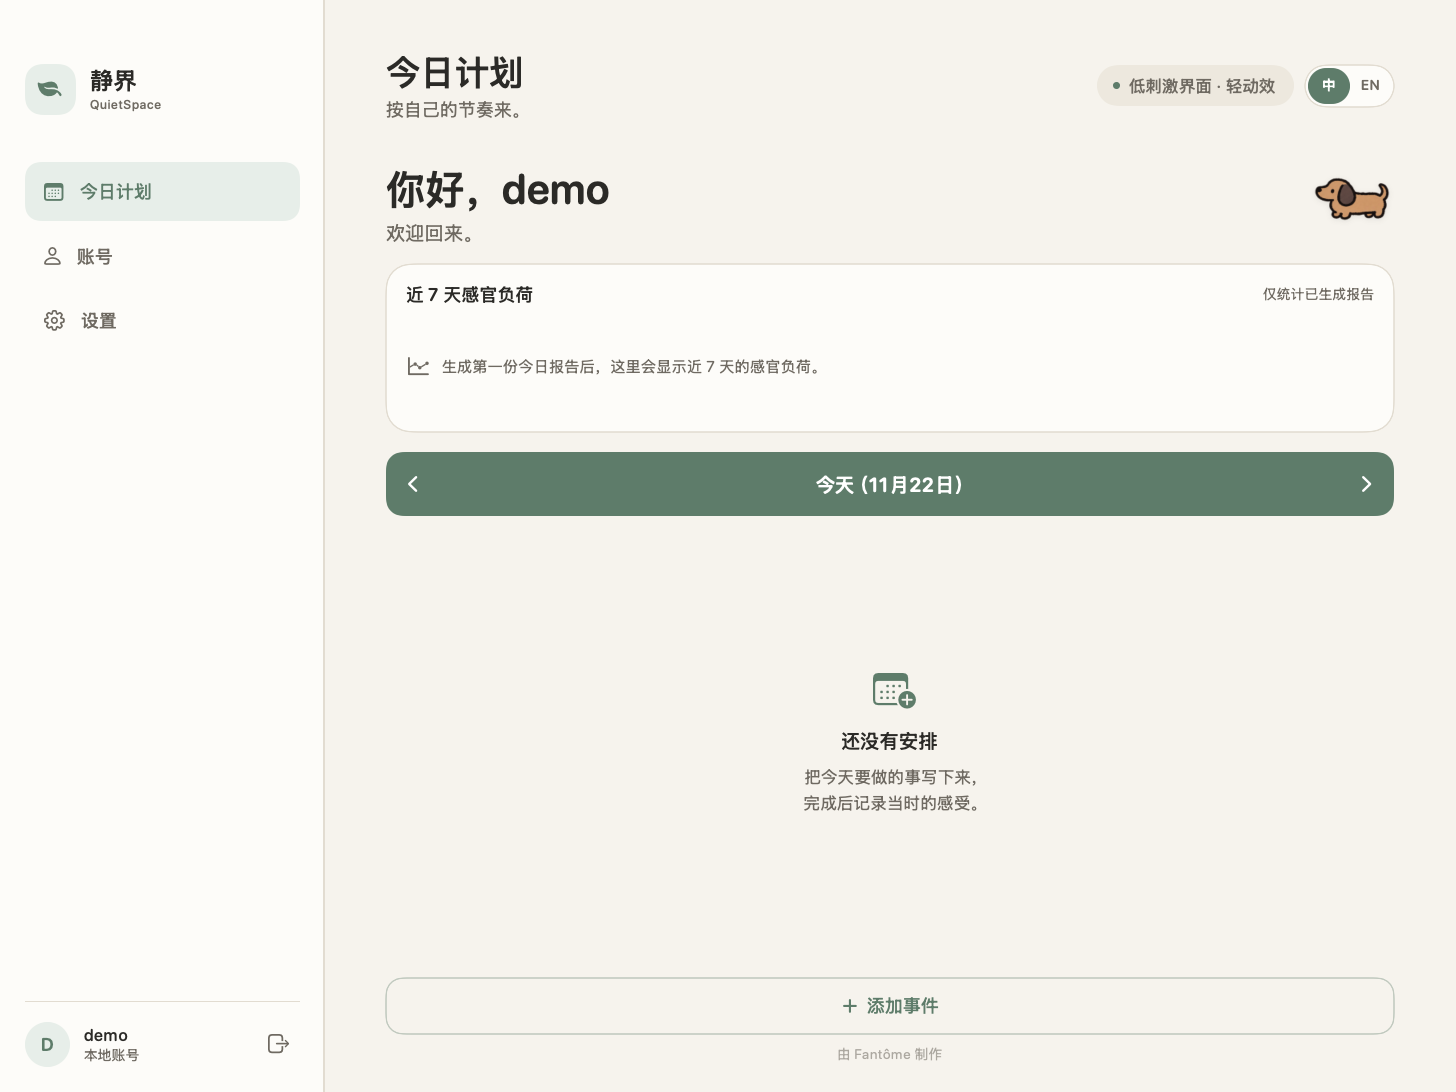 静界
QuietSpace
今日计划
账号
设置
D
demo
本地账号
今日计划
按自己的节奏来。
低刺激界面 · 轻动效
中
EN
你好，demo
欢迎回来。
近 7 天感官负荷
仅统计已生成报告
生成第一份今日报告后，这里会显示近 7 天的感官负荷。
今天 (11月22日)
还没有安排
把今天要做的事写下来，
完成后记录当时的感受。
添加事件
由 Fantôme 制作